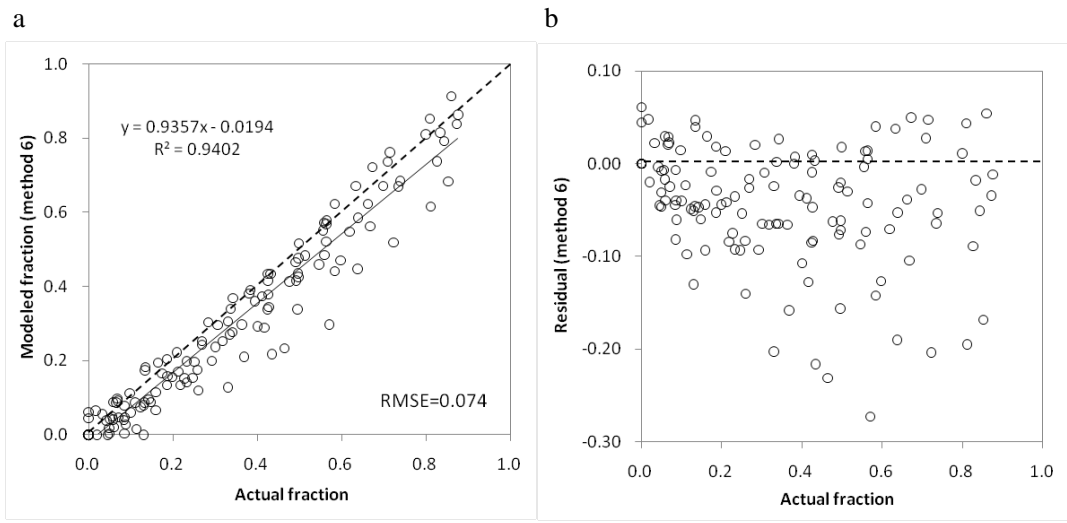 a
b
1.0
0.8
0.6
0.4
0.2
0.0
Modeled fraction (method 6)
y = 0.9357x - 0.0194
R² = 0.9402
RMSE=0.074
0.0 0.2 0.4 0.6 0.8 1.0
Actual fraction
0.10
0.00
-0.10
-0.20
-0.30
Residual (method 6)
0.0 0.2 0.4 0.6 0.8 1.0
Actual fraction